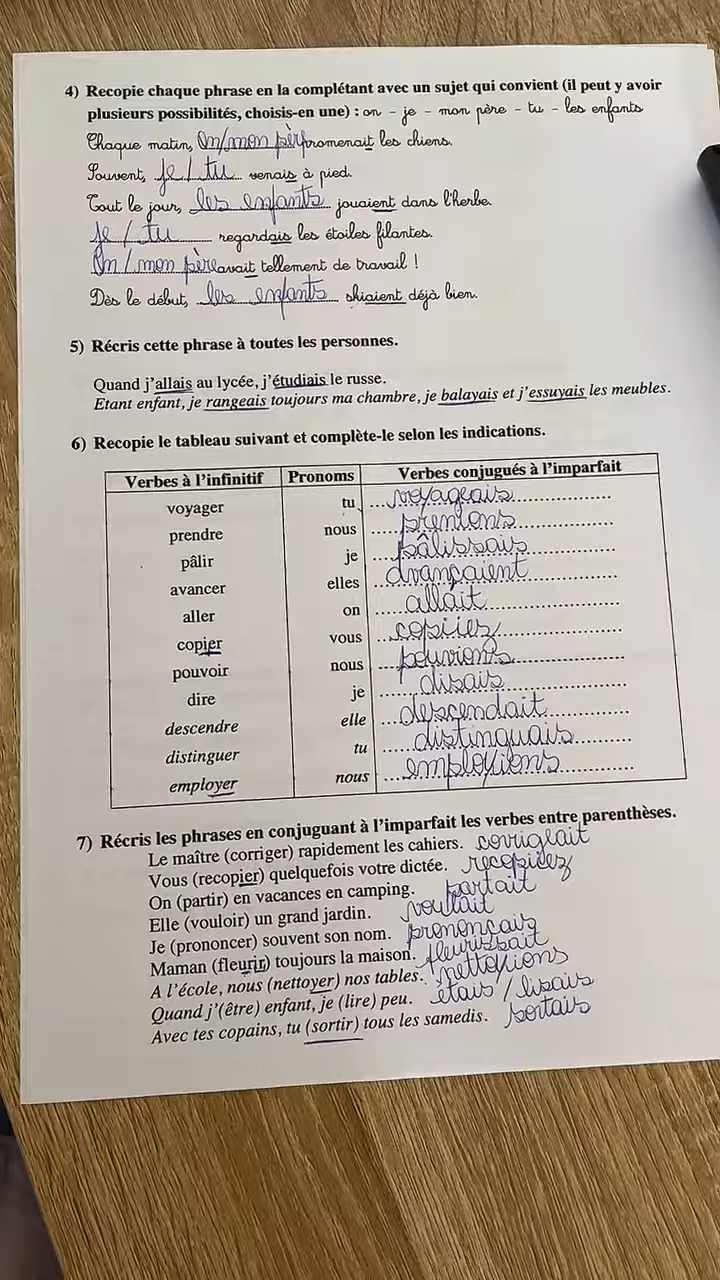 4) Recopie chaque phrase en la complétant avec un sujet qui convient (il peut y avoir
plusieurs possibilités, choisis-en une) : on - je - mon père - tu - les enfants
Chaque matin, On/mon père promenait les chiens.
Souvent, je / tu venais à pied.
Tout le jour, les enfants jouaient dans l'herbe.
je / tu regardais les étoiles filantes.
On / mon père avait tellement de travail !
Dès le début, les enfants skiaient déjà bien.
5) Récris cette phrase à toutes les personnes.
Quand j'allais au lycée, j'étudiais le russe.
Etant enfant, je rangeais toujours ma chambre, je balayais et j'essuyais les meubles.
6) Recopie le tableau suivant et complète-le selon les indications.
Verbes à l'infinitif Pronoms Verbes conjugués à l'imparfait
voyager tu voyageais
prendre nous prenions
pâlir je pâlissais
avancer elles avançaient
aller on allait
copier vous copiiez
pouvoir nous pouvions
dire je disais
descendre elle descendait
distinguer tu distinguais
employer nous employions
7) Récris les phrases en conjuguant à l'imparfait les verbes entre parenthèses.
Le maître (corriger) rapidement les cahiers. corrigeait
Vous (recopier) quelquefois votre dictée. recopiiez
On (partir) en vacances en camping. partait
Elle (vouloir) un grand jardin. voulait
Je (prononcer) souvent son nom. prononçais
Maman (fleurir) toujours la maison. fleurissait
A l'école, nous (nettoyer) nos tables. nettoyions
Quand j'(être) enfant, je (lire) peu. étais / lisais
Avec tes copains, tu (sortir) tous les samedis. sortais